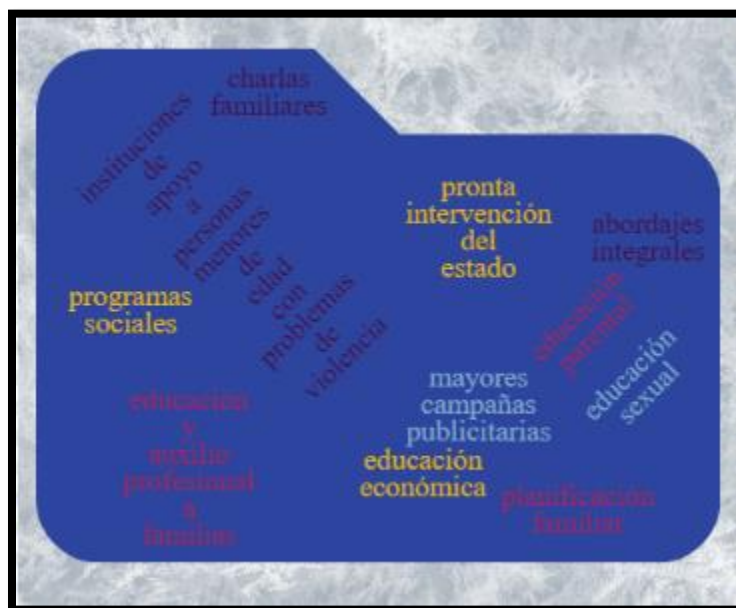 charlas
familiares
instituciones
de
apoyo
a
personas
menores
de
edad
con
problemas
de
violencia
pronta
intervención
del
estado
abordajes
integrales
programas
sociales
educación
parental
educación
sexual
mayores
campañas
publicitarias
educación
y
auxilio
profesional
a
familias
educación
económica
planificación
familiar